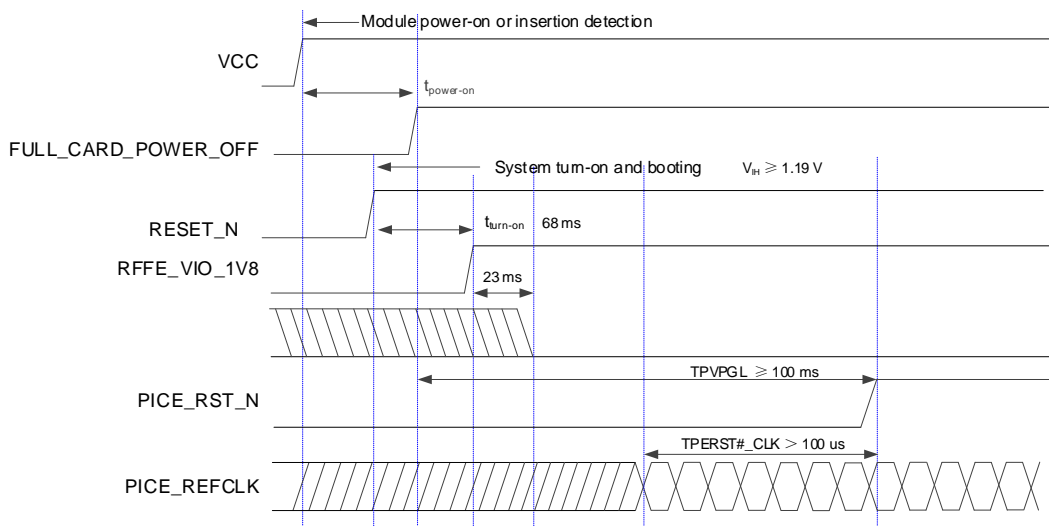 Module power-on or insertion detection
VCC
tpower-on
FULL_CARD_POWER_OFF
System turn-on and booting VIH ≥ 1.19 V
RESET_N
tturn-on 68 ms
RFFE_VIO_1V8
23 ms
TPVPGL ≥ 100 ms
PICE_RST_N
TPERST#_CLK > 100 us
PICE_REFCLK